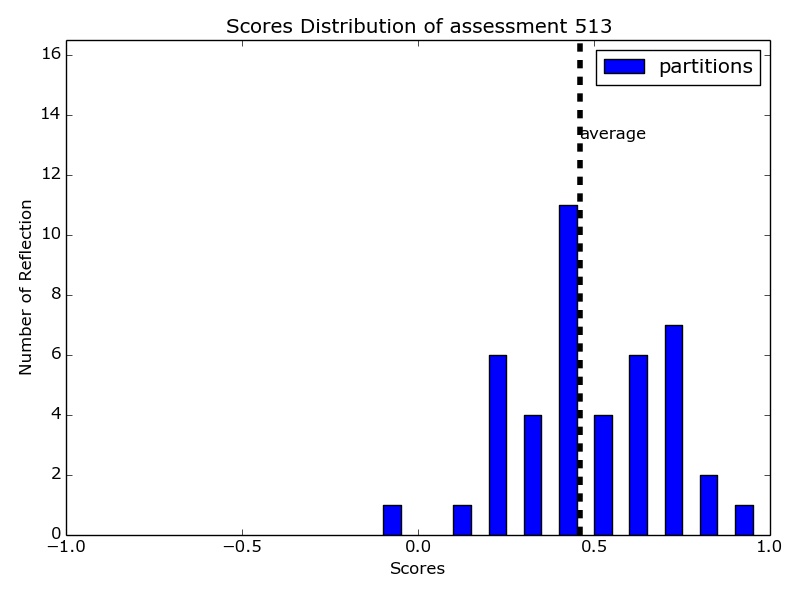 Scores Distribution of assessment 513
partitions
average
Number of Reflection
16
14
12
10
8
6
4
2
0
−1.0 −0.5 0.0 0.5 1.0
Scores